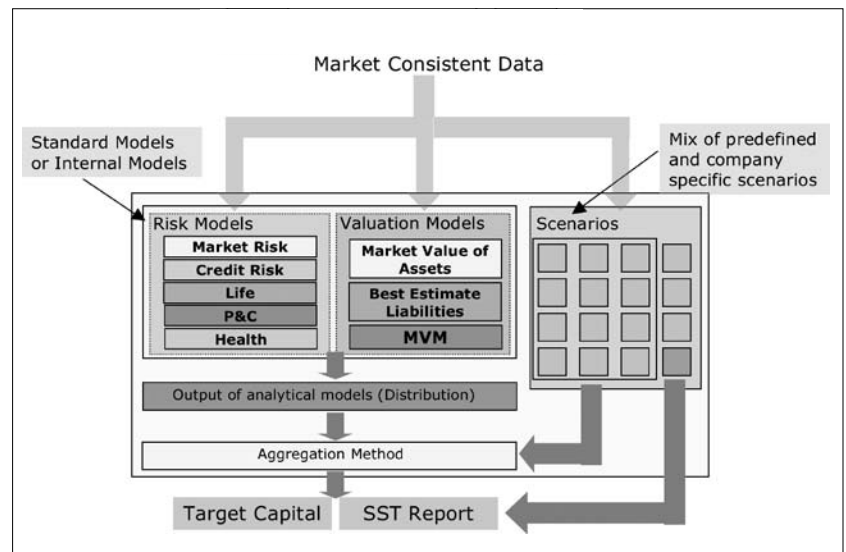 Market Consistent Data
Standard Models
or Internal Models
Mix of predefined
and company
specific scenarios
Risk Models
Market Risk
Credit Risk
Life
P&C
Health
Valuation Models
Market Value of
Assets
Best Estimate
Liabilities
MVM
Scenarios
Output of analytical models (Distribution)
Aggregation Method
Target Capital
SST Report